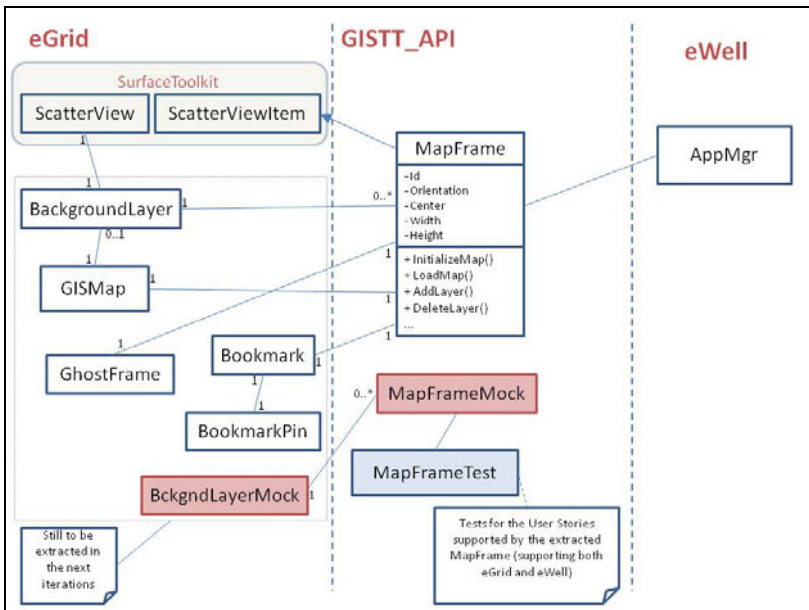 eGrid
GISTT_API
eWell
SurfaceToolkit
ScatterView
ScatterViewItem
1
MapFrame
-Id
-Orientation
-Center
-Width
-Height
+ InitializeMap()
+ LoadMap()
+ AddLayer()
+ DeleteLayer()
...
AppMgr
1
BackgroundLayer
1
0..*
0..1
1
GISMap
1
1
1
1
GhostFrame
1
Bookmark
1
1
1
BookmarkPin
0..*
MapFrameMock
MapFrameTest
BckgndLayerMock
1
Still to be
extracted in
the next
iterations
Tests for the User Stories
supported by the extracted
MapFrame (supporting both
eGrid and eWell)